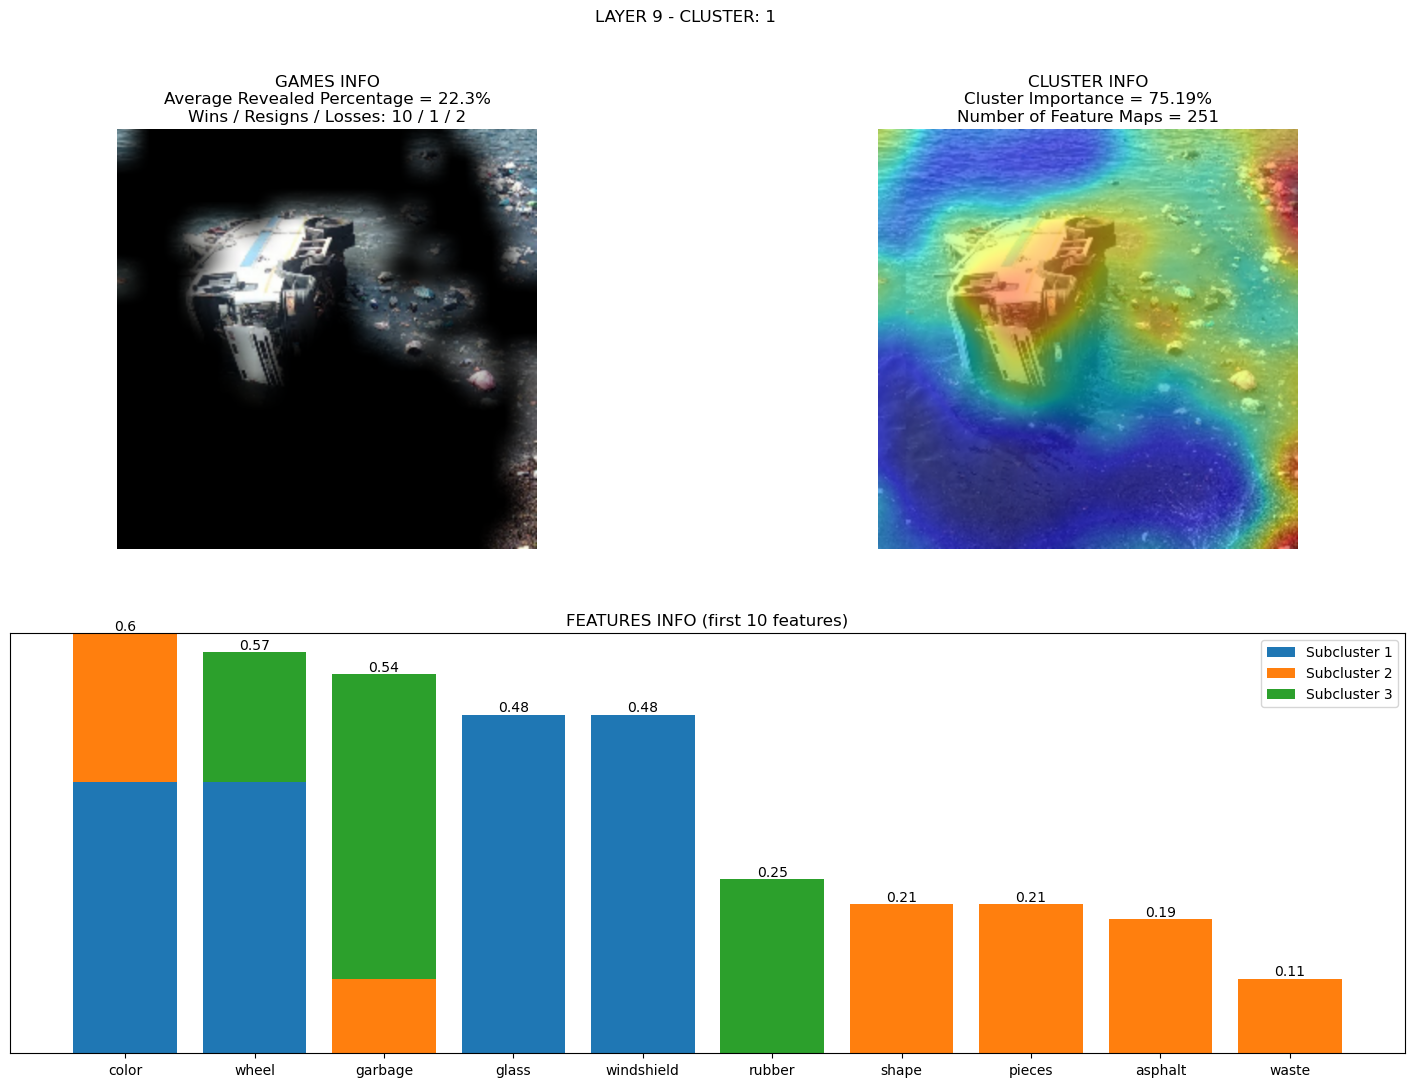 LAYER 9 - CLUSTER: 1
GAMES INFO
Average Revealed Percentage = 22.3%
Wins / Resigns / Losses: 10 / 1 / 2
CLUSTER INFO
Cluster Importance = 75.19%
Number of Feature Maps = 251
FEATURES INFO (first 10 features)
0.6
0.57
0.54
0.48
0.48
0.25
0.21
0.21
0.19
0.11
Subcluster 1
Subcluster 2
Subcluster 3
color
wheel
garbage
glass
windshield
rubber
shape
pieces
asphalt
waste